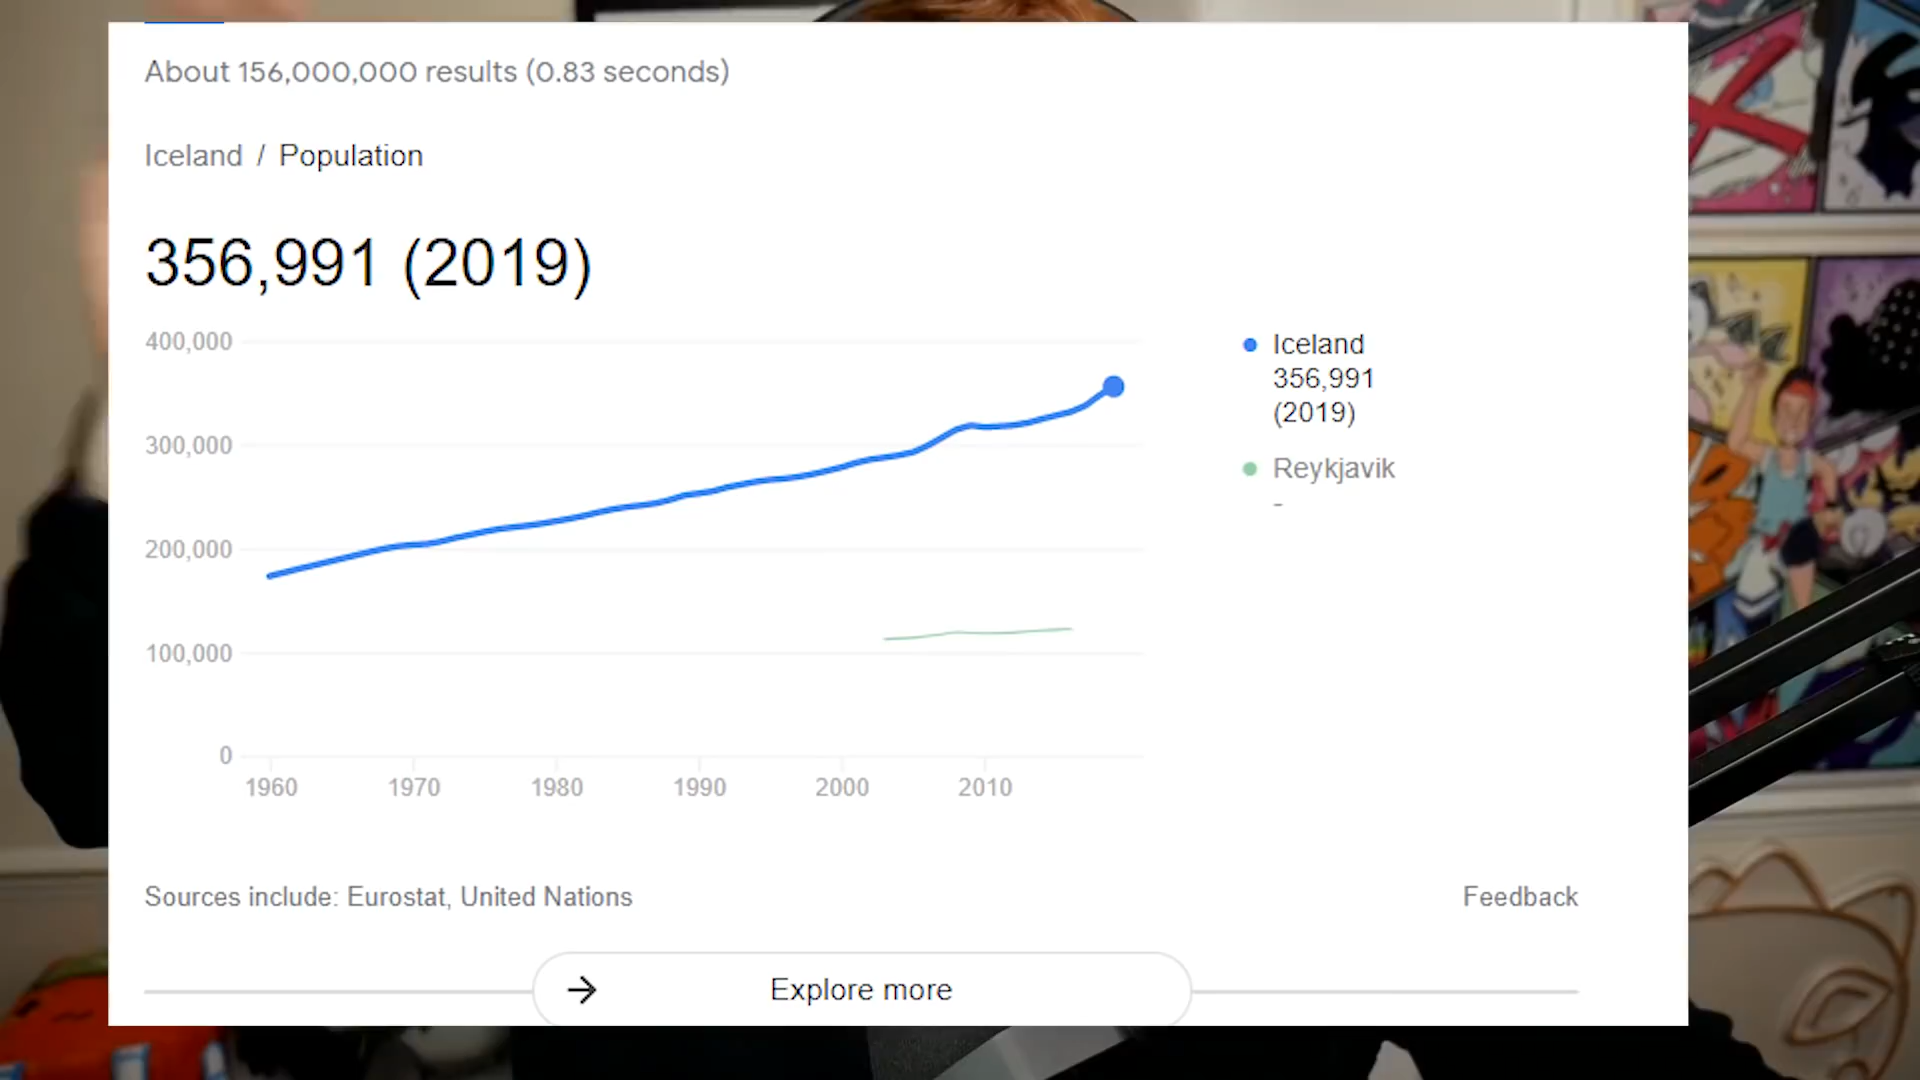 About 156,000,000 results (0.83 seconds)
Iceland / Population
356,991 (2019)
400,000
300,000
200,000
100,000
0
1960 1970 1980 1990 2000 2010
Iceland
356,991
(2019)
Reykjavik
-
Sources include: Eurostat, United Nations
Feedback
→ Explore more